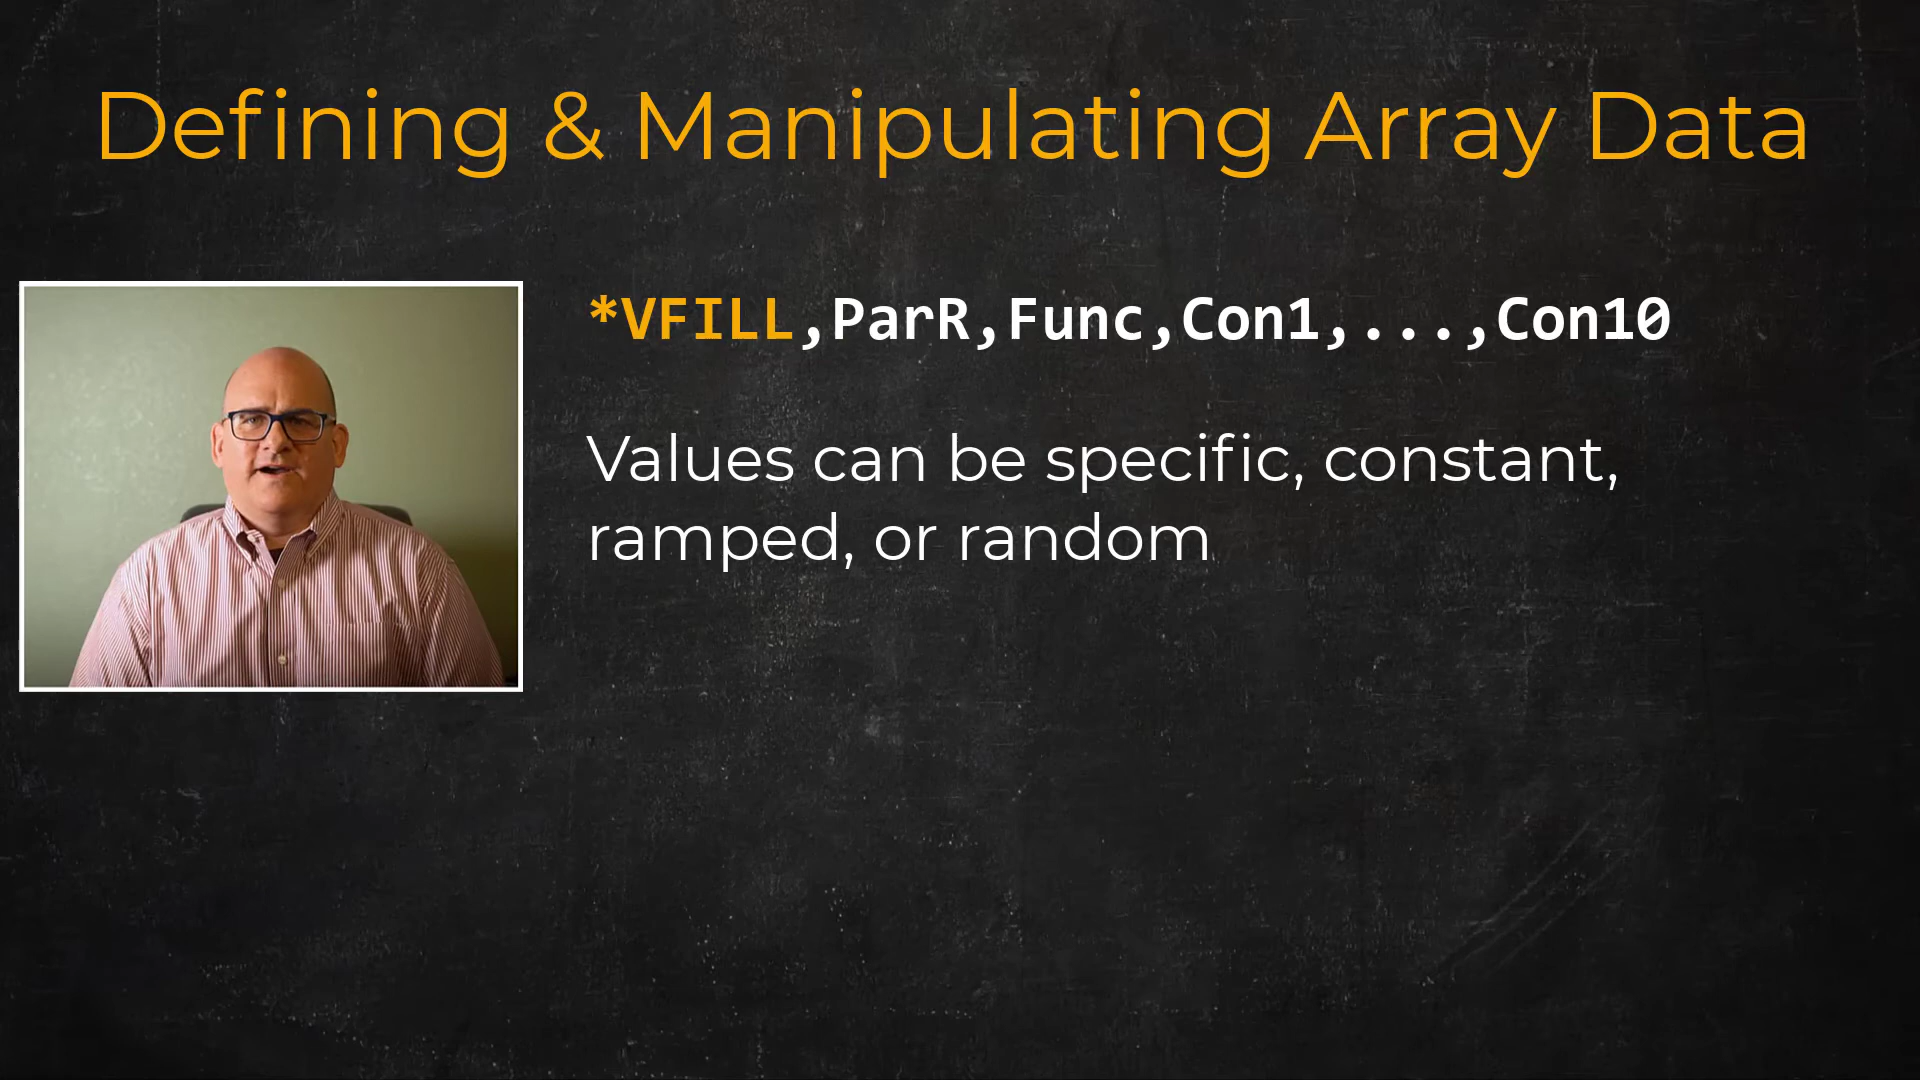 Defining & Manipulating Array Data
*VFILL,ParR,Func,Con1,...,Con10
Values can be specific, constant,
ramped, or random